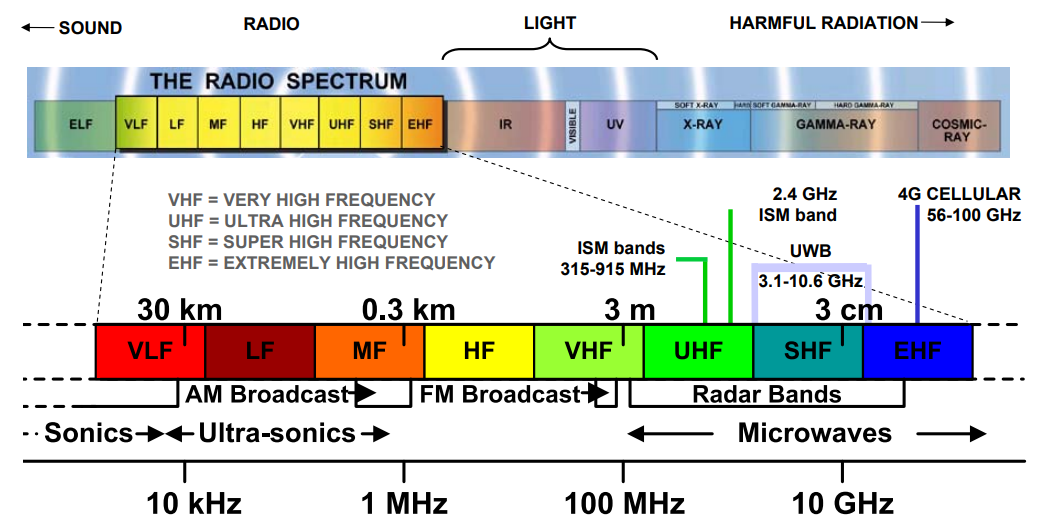 SOUND
RADIO
LIGHT
HARMFUL RADIATION
THE RADIO SPECTRUM
ELF
VLF
LF
MF
HF
VHF
UHF
SHF
EHF
IR
VISIBLE
UV
SOFT X-RAY
HARD
SOFT GAMMA-RAY
HARD GAMMA-RAY
X-RAY
GAMMA-RAY
COSMIC-
RAY
VHF = VERY HIGH FREQUENCY
UHF = ULTRA HIGH FREQUENCY
SHF = SUPER HIGH FREQUENCY
EHF = EXTREMELY HIGH FREQUENCY
ISM bands
315-915 MHz
2.4 GHz
ISM band
UWB
3.1-10.6 GHz
4G CELLULAR
56-100 GHz
30 km
0.3 km
3 m
3 cm
VLF
LF
MF
HF
VHF
UHF
SHF
EHF
AM Broadcast
FM Broadcast
Radar Bands
Sonics
Ultra-sonics
Microwaves
10 kHz
1 MHz
100 MHz
10 GHz